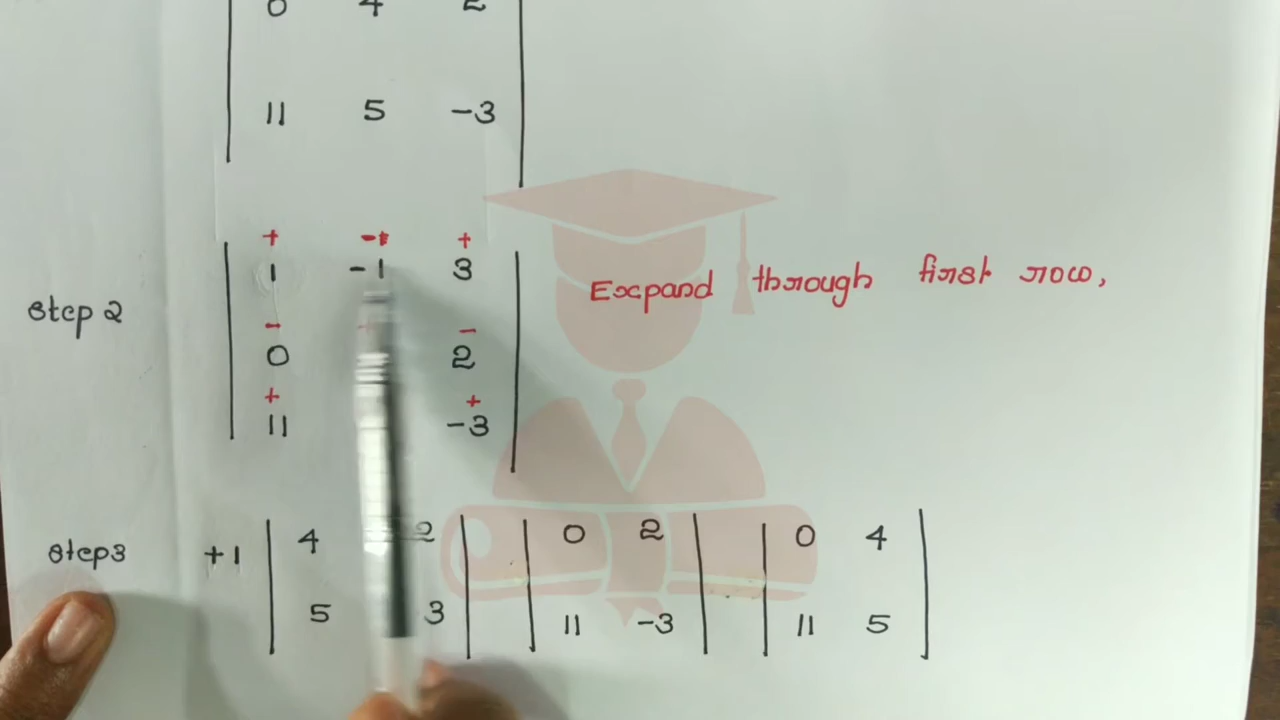 0 4 2
11 5 -3
+ - +
1 -1 3
Expand through first row,
step 2
- -
0 2
+ +
11 -3
step3 +1 4 2 0 2 0 4
5 3 11 -3 11 5